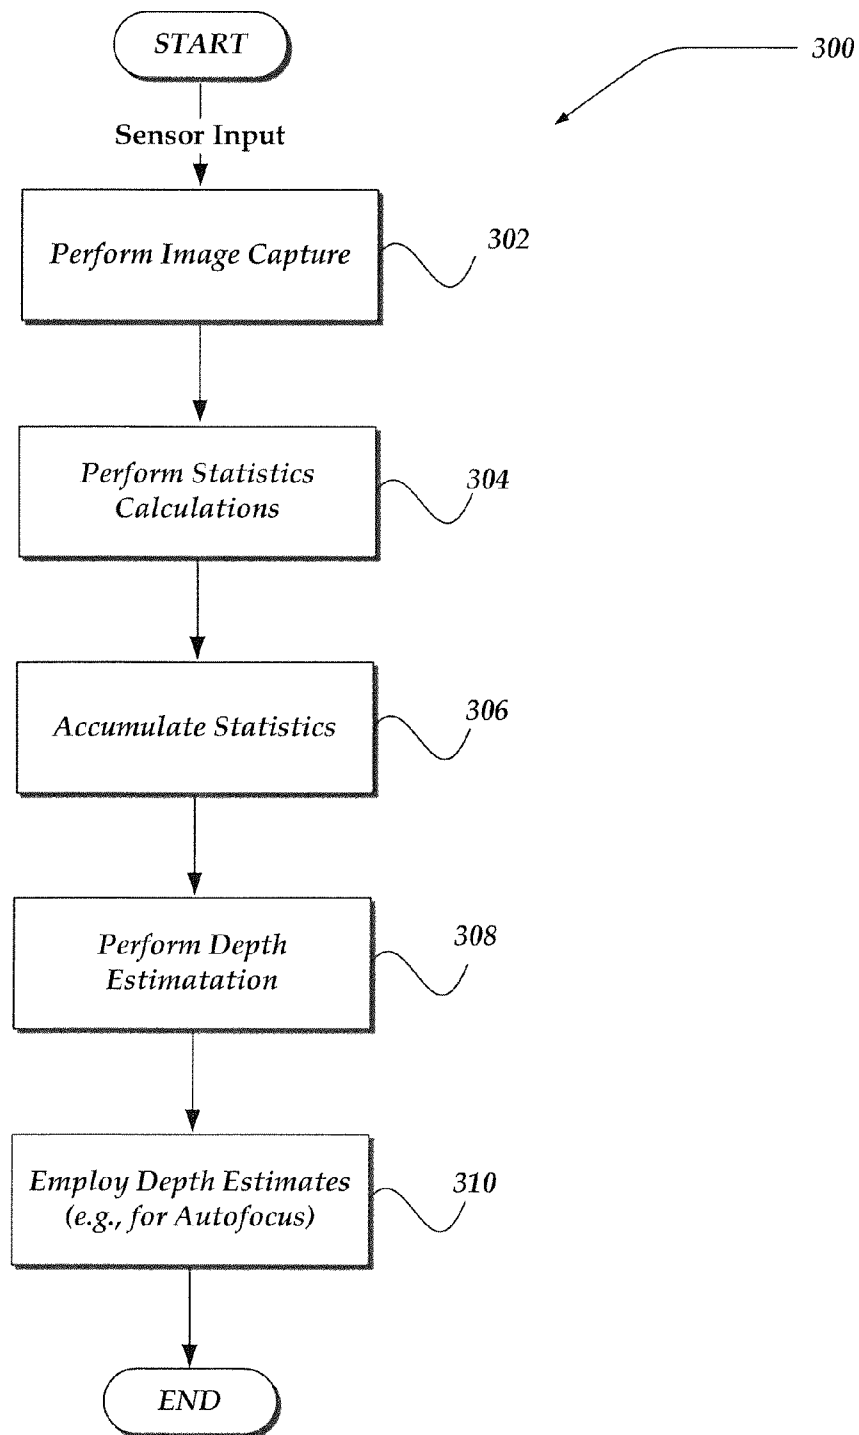 START
300
Sensor Input
Perform Image Capture
302
Perform Statistics
Calculations
304
Accumulate Statistics
306
Perform Depth
Estimatation
308
Employ Depth Estimates
(e.g., for Autofocus)
310
END